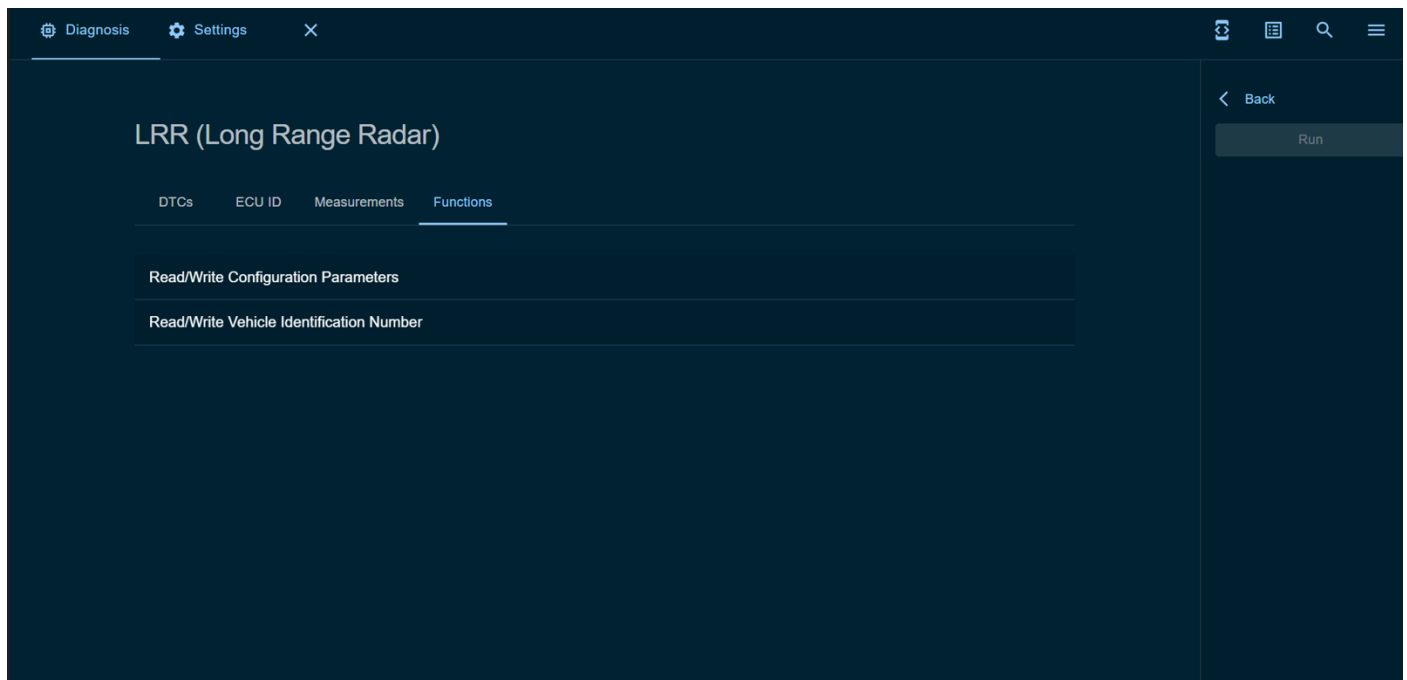 Diagnosis Settings
Back
Run
LRR (Long Range Radar)
DTCs ECU ID Measurements Functions
Read/Write Configuration Parameters
Read/Write Vehicle Identification Number